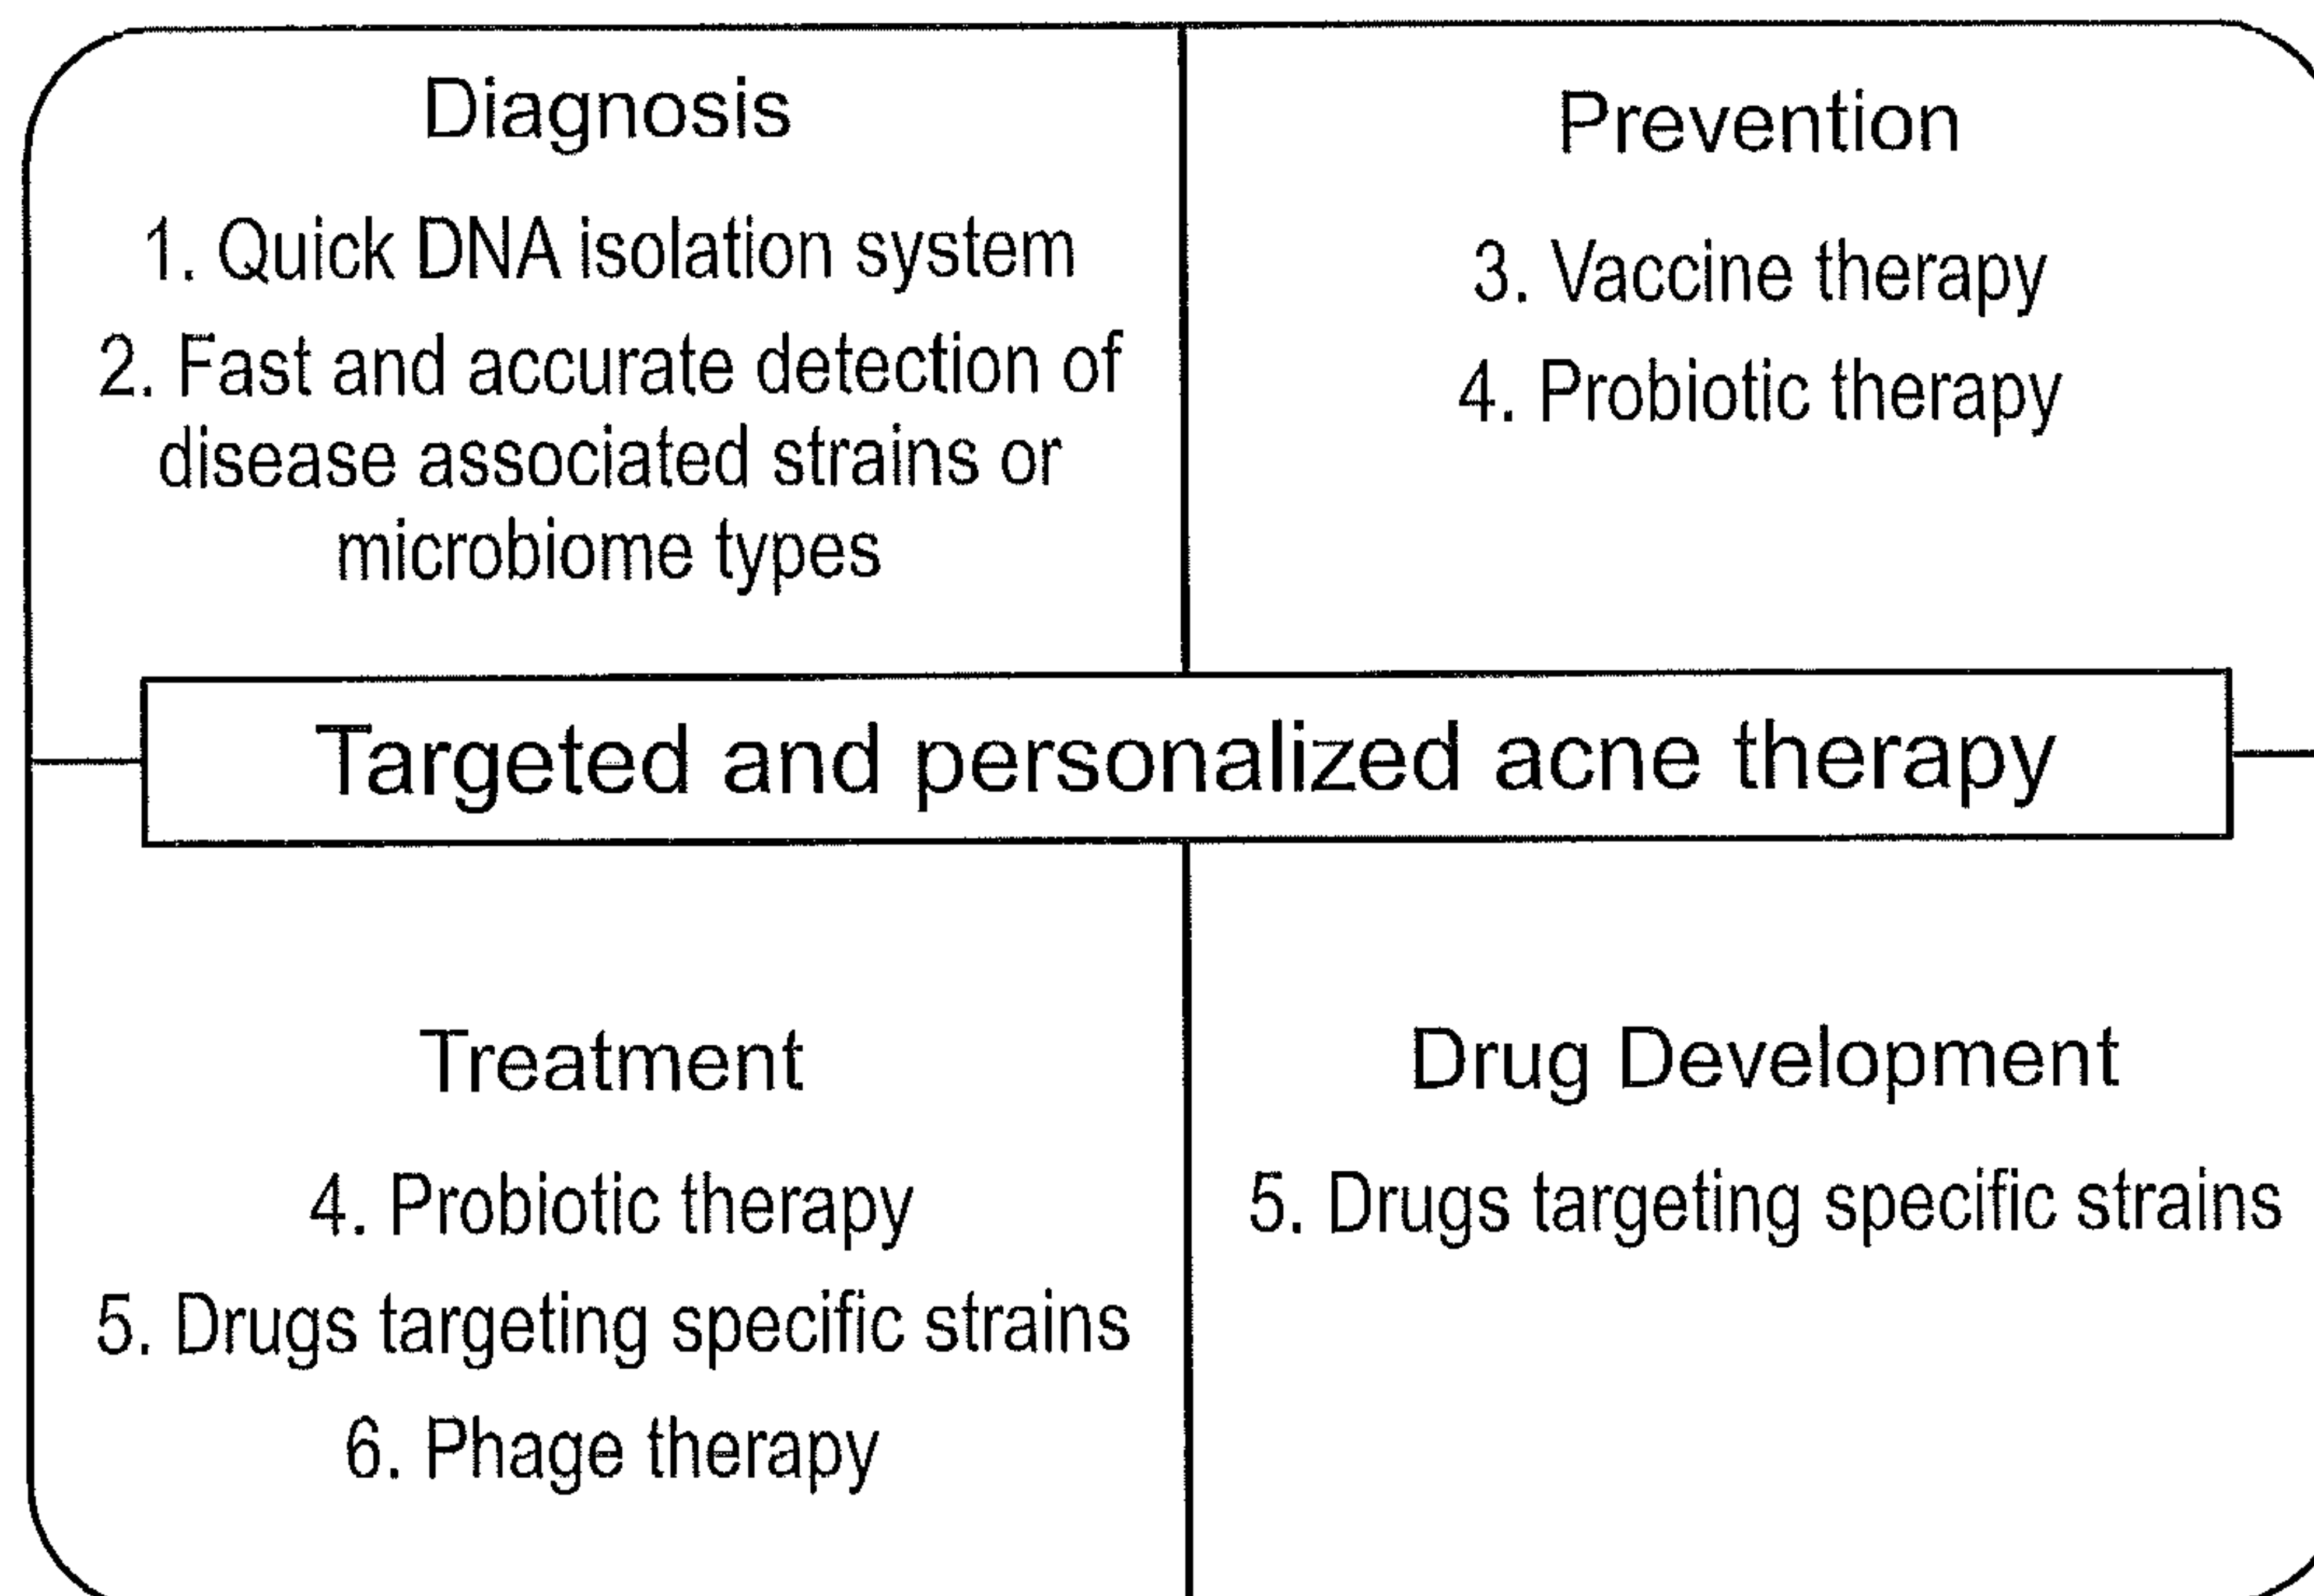 Diagnosis
1. Quick DNA isolation system
2. Fast and accurate detection of
disease associated strains or
microbiome types
Prevention
3. Vaccine therapy
4. Probiotic therapy
Targeted and personalized acne therapy
Treatment
4. Probiotic therapy
5. Drugs targeting specific strains
6. Phage therapy
Drug Development
5. Drugs targeting specific strains